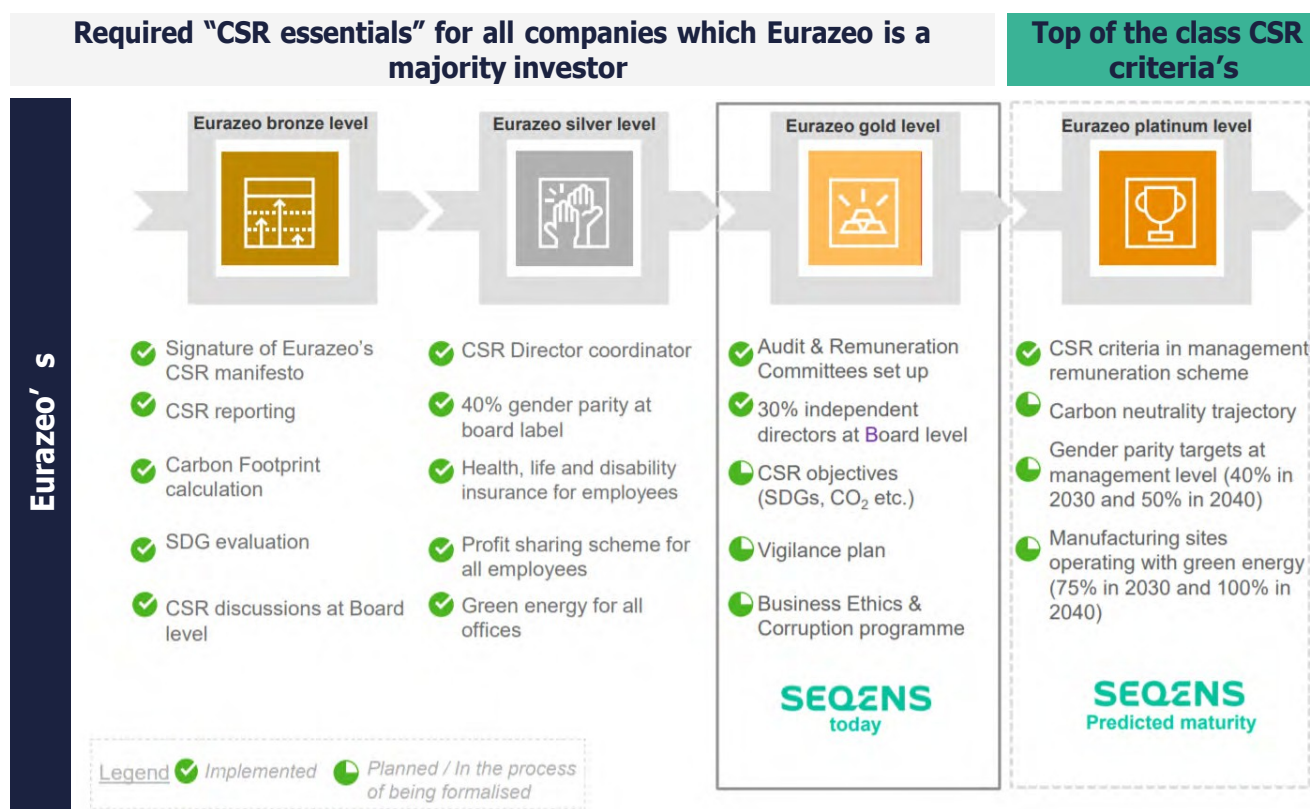 Required “CSR essentials” for all companies which Eurazeo is a
majority investor
Top of the class CSR
criteria’s
Eurazeo’ s
Eurazeo bronze level
Signature of Eurazeo’s
CSR manifesto
CSR reporting
Carbon Footprint
calculation
SDG evaluation
CSR discussions at Board
level
Eurazeo silver level
CSR Director coordinator
40% gender parity at
board label
Health, life and disability
insurance for employees
Profit sharing scheme for
all employees
Green energy for all
offices
Eurazeo gold level
Audit & Remuneration
Committees set up
30% independent
directors at Board level
CSR objectives
(SDGs, CO₂ etc.)
Vigilance plan
Business Ethics &
Corruption programme
SEQENS
today
Eurazeo platinum level
CSR criteria in management
remuneration scheme
Carbon neutrality trajectory
Gender parity targets at
management level (40% in
2030 and 50% in 2040)
Manufacturing sites
operating with green energy
(75% in 2030 and 100% in
2040)
SEQENS
Predicted maturity
Legend Implemented Planned / In the process
of being formalised